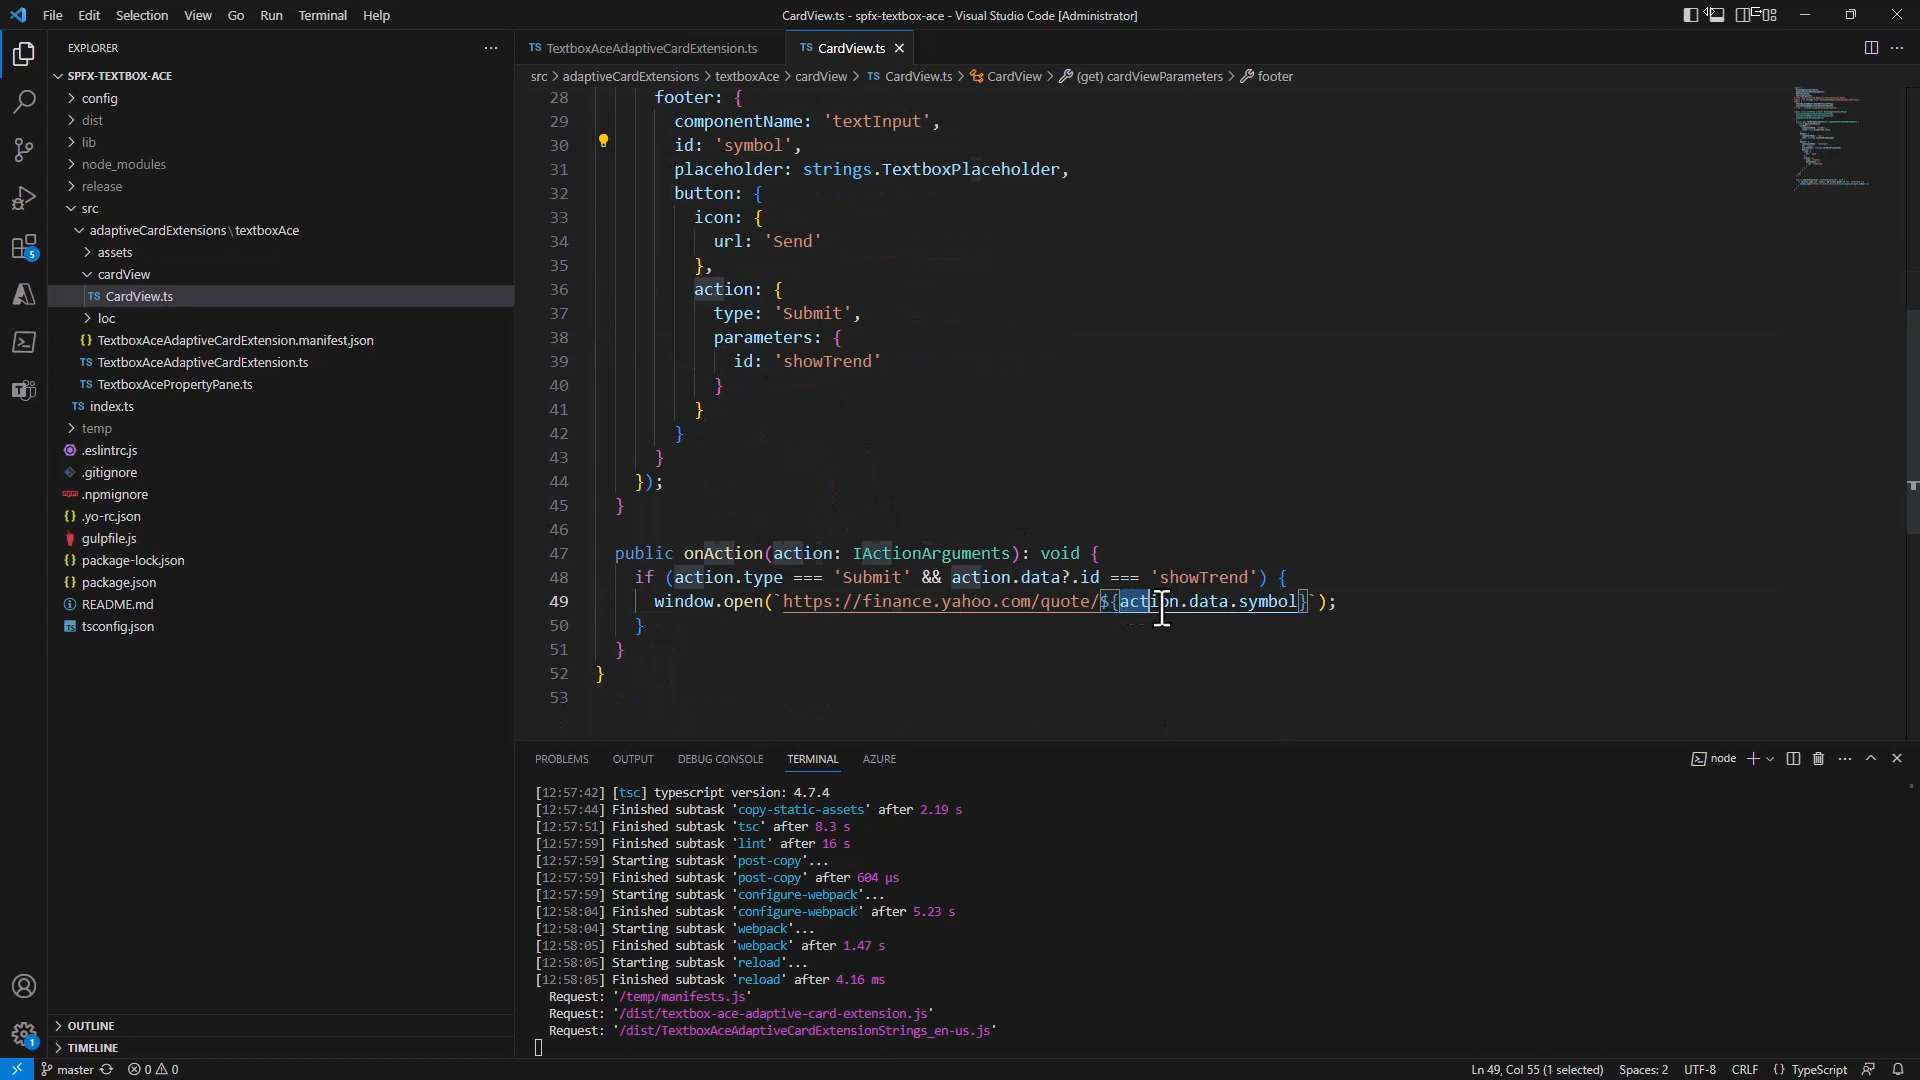 File Edit Selection View Go Run Terminal Help
CardView.ts - spfx-textbox-ace - Visual Studio Code [Administrator]
EXPLORER
SPFX-TEXTBOX-ACE
config
dist
lib
node_modules
release
src
adaptiveCardExtensions\textboxAce
assets
cardView
TS CardView.ts
loc
{} TextboxAceAdaptiveCardExtension.manifest.json
TS TextboxAceAdaptiveCardExtension.ts
TS TextboxAcePropertyPane.ts
TS index.ts
temp
.eslintrc.js
.gitignore
.npmignore
{} .yo-rc.json
gulpfile.js
{} package-lock.json
{} package.json
README.md
tsconfig.json
OUTLINE
TIMELINE
5
1
TS TextboxAceAdaptiveCardExtension.ts
TS CardView.ts
src > adaptiveCardExtensions > textboxAce > cardView > TS CardView.ts > CardView > (get) cardViewParameters > footer
28 footer: {
29 componentName: 'textInput',
30 id: 'symbol',
31 placeholder: strings.TextboxPlaceholder,
32 button: {
33 icon: {
34 url: 'Send'
35 },
36 action: {
37 type: 'Submit',
38 parameters: {
39 id: 'showTrend'
40 }
41 }
42 }
43 }
44 });
45 }
46
47 public onAction(action: IActionArguments): void {
48 if (action.type === 'Submit' && action.data?.id === 'showTrend') {
49 window.open(`https://finance.yahoo.com/quote/${action.data.symbol}`);
50 }
51 }
52 }
53
PROBLEMS OUTPUT DEBUG CONSOLE TERMINAL AZURE
node
[12:57:42] [tsc] typescript version: 4.7.4
[12:57:44] Finished subtask 'copy-static-assets' after 2.19 s
[12:57:51] Finished subtask 'tsc' after 8.3 s
[12:57:59] Finished subtask 'lint' after 16 s
[12:57:59] Starting subtask 'post-copy'...
[12:57:59] Finished subtask 'post-copy' after 604 μs
[12:57:59] Starting subtask 'configure-webpack'...
[12:58:04] Finished subtask 'configure-webpack' after 5.23 s
[12:58:04] Starting subtask 'webpack'...
[12:58:05] Finished subtask 'webpack' after 1.47 s
[12:58:05] Starting subtask 'reload'...
[12:58:05] Finished subtask 'reload' after 4.16 ms
Request: '/temp/manifests.js'
Request: '/dist/textbox-ace-adaptive-card-extension.js'
Request: '/dist/TextboxAceAdaptiveCardExtensionStrings_en-us.js'
master 0 0
Ln 49, Col 55 (1 selected) Spaces: 2 UTF-8 CRLF {} TypeScript